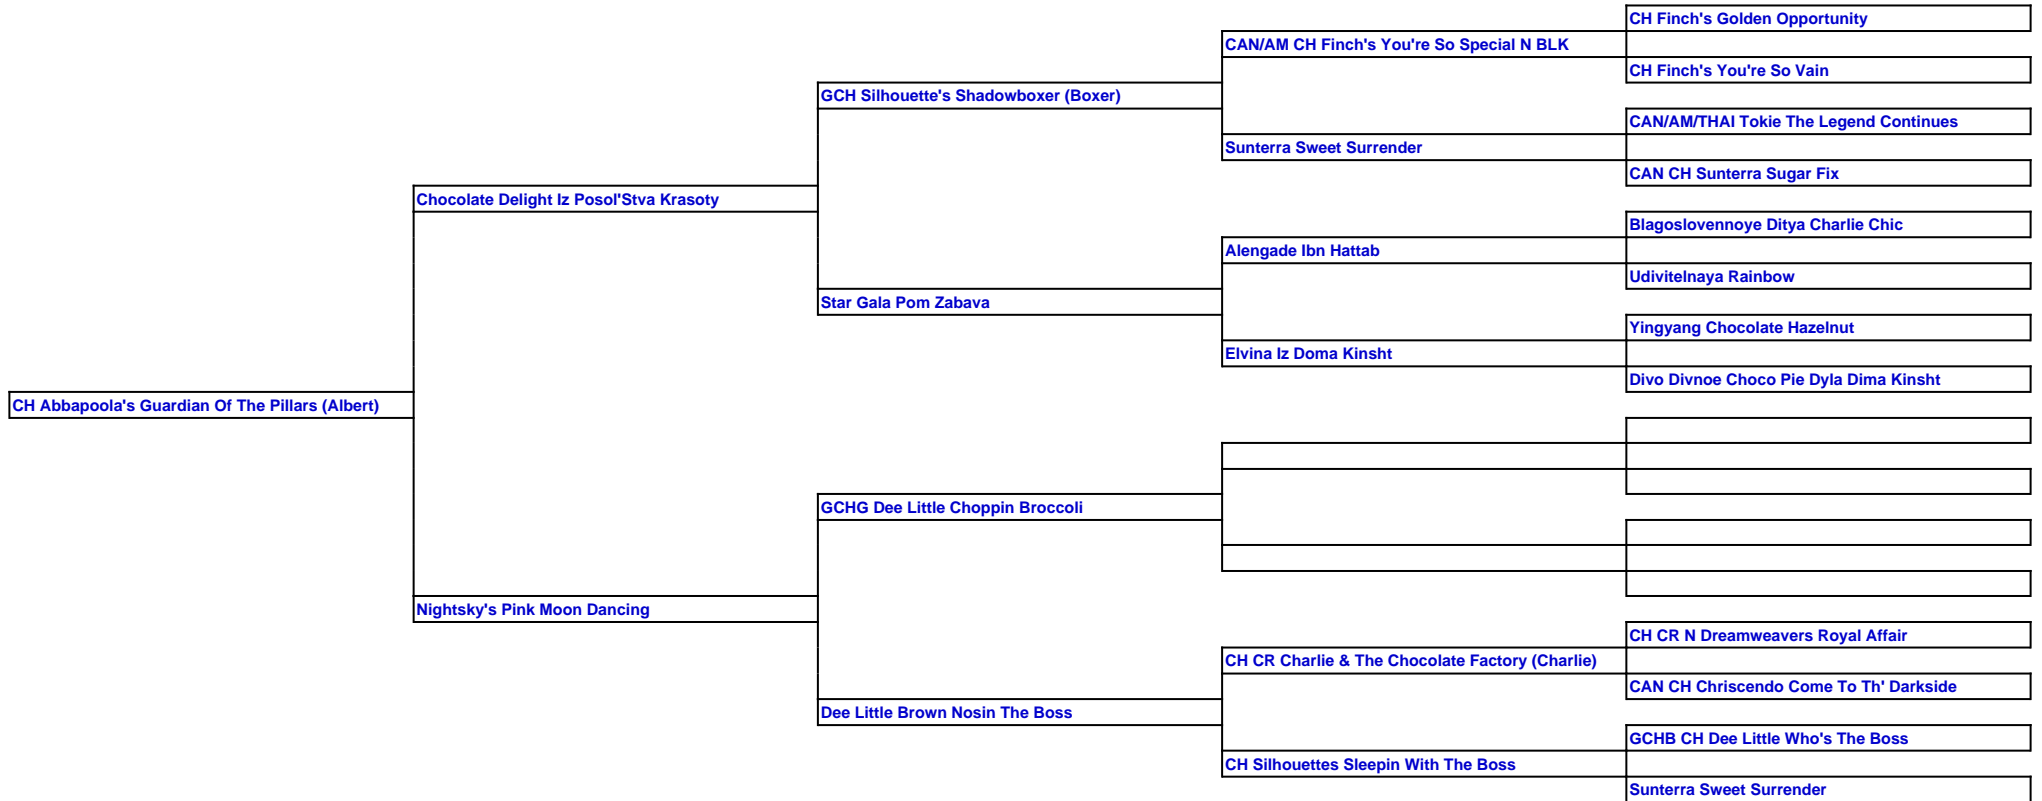 CH Finch's Golden Opportunity
CAN/AM CH Finch's You're So Special N BLK
CH Finch's You're So Vain
GCH Silhouette's Shadowboxer (Boxer)
CAN/AM/THAI Tokie The Legend Continues
Sunterra Sweet Surrender
CAN CH Sunterra Sugar Fix
Chocolate Delight Iz Posol'Stva Krasoty
Blagoslovennoye Ditya Charlie Chic
Alengade Ibn Hattab
Udivitelnaya Rainbow
Star Gala Pom Zabava
Yingyang Chocolate Hazelnut
Elvina Iz Doma Kinsht
Divo Divnoe Choco Pie Dyla Dima Kinsht
CH Abbapoola's Guardian Of The Pillars (Albert)
GCHG Dee Little Choppin Broccoli
Nightsky's Pink Moon Dancing
CH CR N Dreamweavers Royal Affair
CH CR Charlie & The Chocolate Factory (Charlie)
CAN CH Chriscendo Come To Th' Darkside
Dee Little Brown Nosin The Boss
GCHB CH Dee Little Who's The Boss
CH Silhouettes Sleepin With The Boss
Sunterra Sweet Surrender